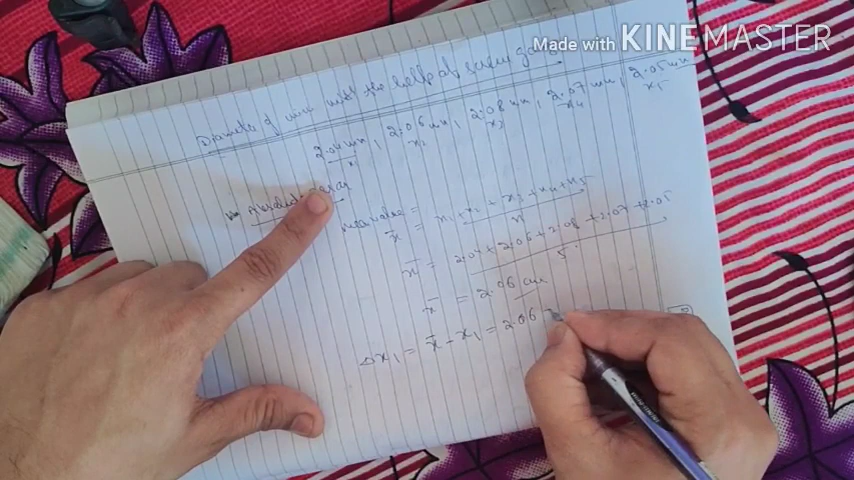 Made with KINEMASTER
Diameter of wire with the help of screw gauge
2.04 mm, 2.06 mm, 2.08 mm, 2.07 mm, 2.05 mm
x1 x2 x3 x4 x5
Absolute error
mean value =
x̄ = x1+x2+x3+x4+x5
n
x̄ = 2.04+2.06+2.08+2.07+2.05
5
x̄ = 2.06 cm
Δx1 = x̄-x1 = 2.06 -